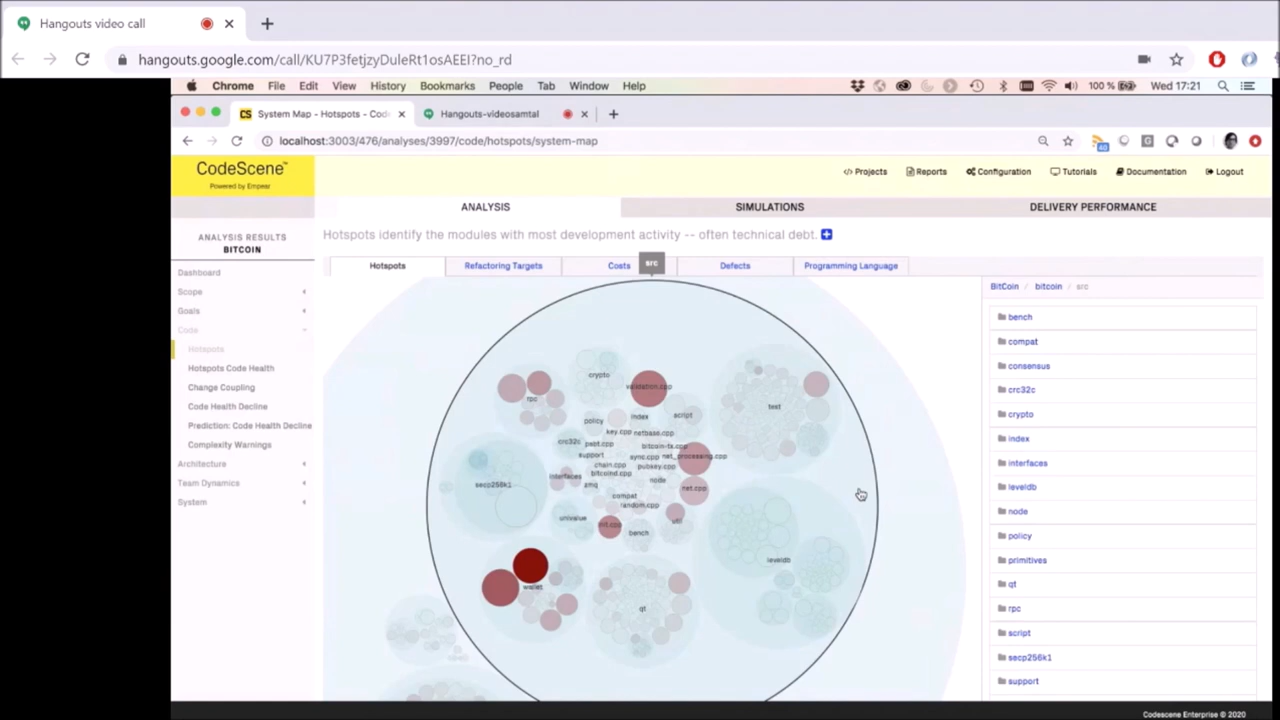 Hangouts video call
hangouts.google.com/call/KU7P3fetjzyDuleRt1osAEEI?no_rd
Chrome File Edit View History Bookmarks People Tab Window Help 100 % Wed 17:21
System Map - Hotspots - Code
Hangouts-videosamtal
localhost:3003/476/analyses/3997/code/hotspots/system-map
40
CodeScene™
Powered by Empear
</> Projects Reports Configuration Tutorials Documentation Logout
ANALYSIS SIMULATIONS DELIVERY PERFORMANCE
ANALYSIS RESULTS
BITCOIN
Hotspots identify the modules with most development activity -- often technical debt.
Hotspots Refactoring Targets Costs Defects Programming Language
src
Dashboard
Scope
Goals
Code
Hotspots
Hotspots Code Health
Change Coupling
Code Health Decline
Prediction: Code Health Decline
Complexity Warnings
Architecture
Team Dynamics
System
crypto
validation.cpp
rpc
test
policy
index
script
key.cpp
netbase.cpp
crc32c
psbt.cpp
bitcoin-tx.cpp
support
sync.cpp
net_processing.cpp
chain.cpp
pubkey.cpp
interfaces
bitcoind.cpp
node
secp256k1
zmq
net.cpp
compat
random.cpp
univalue
init.cpp
util
bench
leveldb
wallet
qt
BitCoin / bitcoin / src
bench
compat
consensus
crc32c
crypto
index
interfaces
leveldb
node
policy
primitives
qt
rpc
script
secp256k1
support
Codescene Enterprise © 2020